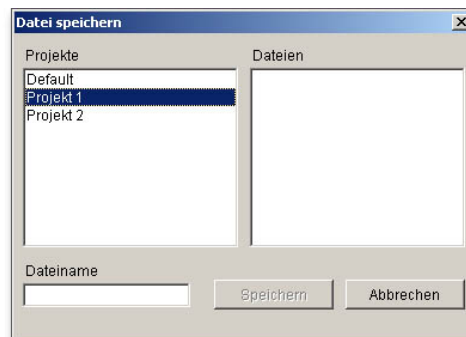 Datei speichern
Projekte
Dateien
Default
Projekt 1
Projekt 2
Dateiname
Speichern
Abbrechen